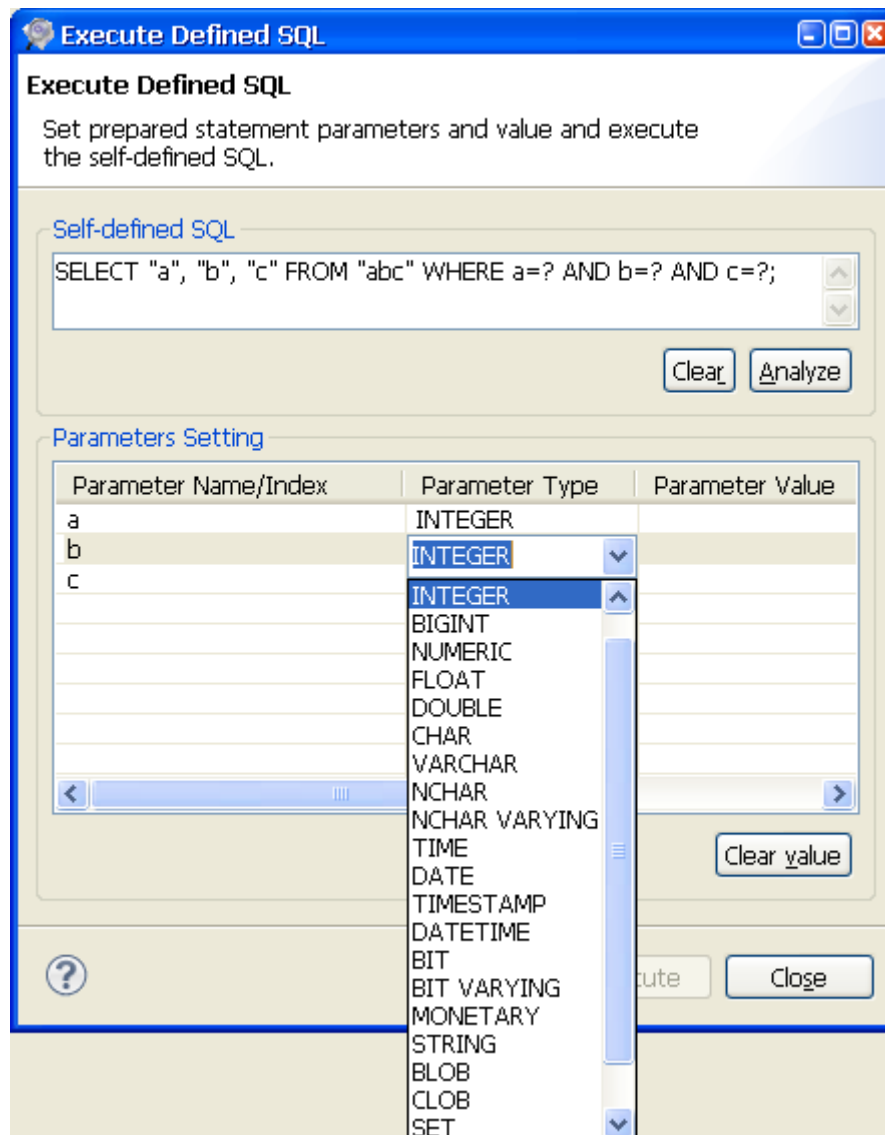 Execute Defined SQL
Execute Defined SQL
Set prepared statement parameters and value and execute
the self-defined SQL.
Self-defined SQL
SELECT "a", "b", "c" FROM "abc" WHERE a=? AND b=? AND c=?;
Clear Analyze
Parameters Setting
Parameter Name/Index Parameter Type Parameter Value
a INTEGER
b INTEGER
c
INTEGER
BIGINT
NUMERIC
FLOAT
DOUBLE
CHAR
VARCHAR
NCHAR
NCHAR VARYING
TIME
DATE
TIMESTAMP
DATETIME
BIT
BIT VARYING
MONETARY
STRING
BLOB
CLOB
SET
Clear value
? Close